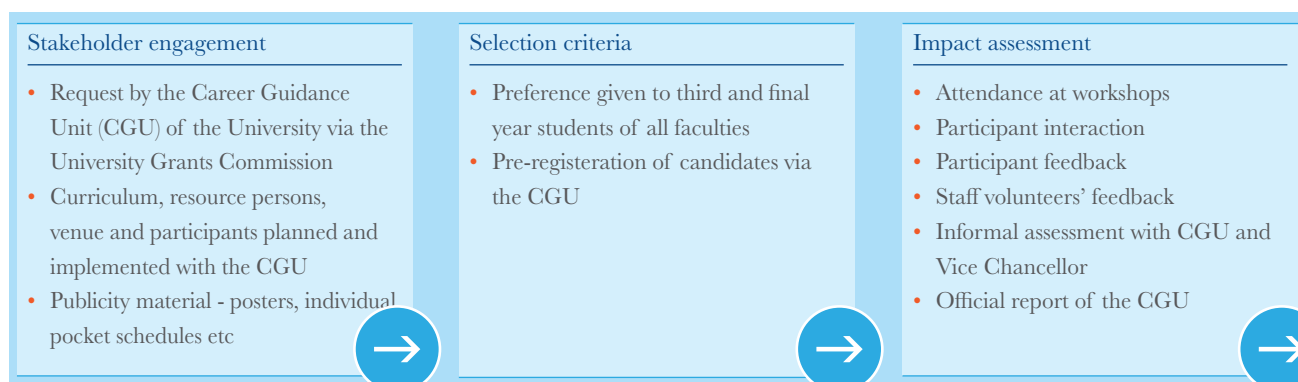 Stakeholder engagement
• Request by the Career Guidance
Unit (CGU) of the University via the
University Grants Commission
• Curriculum, resource persons,
venue and participants planned and
implemented with the CGU
• Publicity material - posters, individual
pocket schedules etc
Selection criteria
• Preference given to third and final
year students of all faculties
• Pre-registeration of candidates via
the CGU
Impact assessment
• Attendance at workshops
• Participant interaction
• Participant feedback
• Staff volunteers’ feedback
• Informal assessment with CGU and
Vice Chancellor
• Official report of the CGU